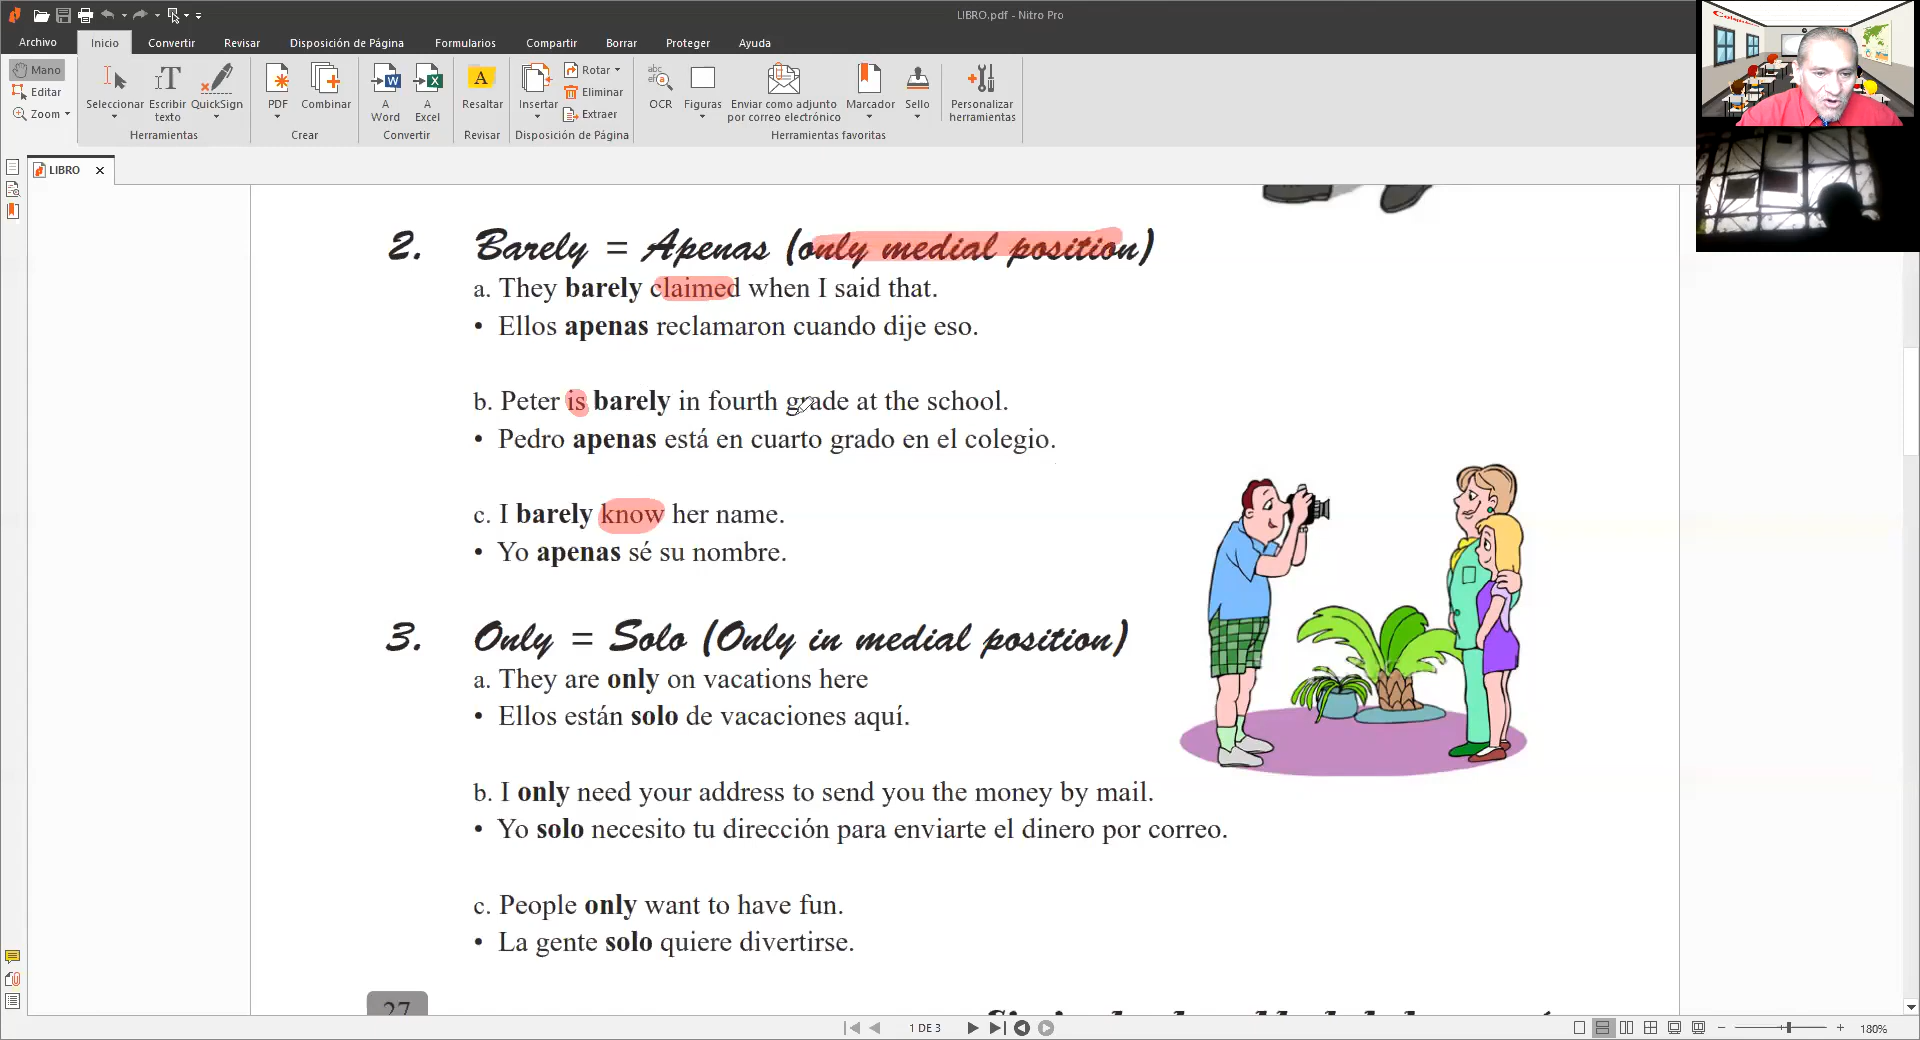 LIBRO.pdf - Nitro Pro
Archivo Inicio Convertir Revisar Disposición de Página Formularios Compartir Borrar Proteger Ayuda
Mano
Editar
Zoom
Seleccionar
Escribir texto
QuickSign
Herramientas
PDF
Combinar
Crear
A Word
A Excel
Convertir
Resaltar
Revisar
Insertar
Rotar
Eliminar
Extraer
Disposición de Página
OCR
Figuras
Enviar como adjunto por correo electrónico
Marcador
Sello
Herramientas favoritas
Personalizar herramientas
LIBRO
2. Barely = Apenas (only medial position)
a. They barely claimed when I said that.
• Ellos apenas reclamaron cuando dije eso.
b. Peter is barely in fourth grade at the school.
• Pedro apenas está en cuarto grado en el colegio.
c. I barely know her name.
• Yo apenas sé su nombre.
3. Only = Solo (Only in medial position)
a. They are only on vacations here
• Ellos están solo de vacaciones aquí.
b. I only need your address to send you the money by mail.
• Yo solo necesito tu dirección para enviarte el dinero por correo.
c. People only want to have fun.
• La gente solo quiere divertirse.
27
1 DE 3
180%